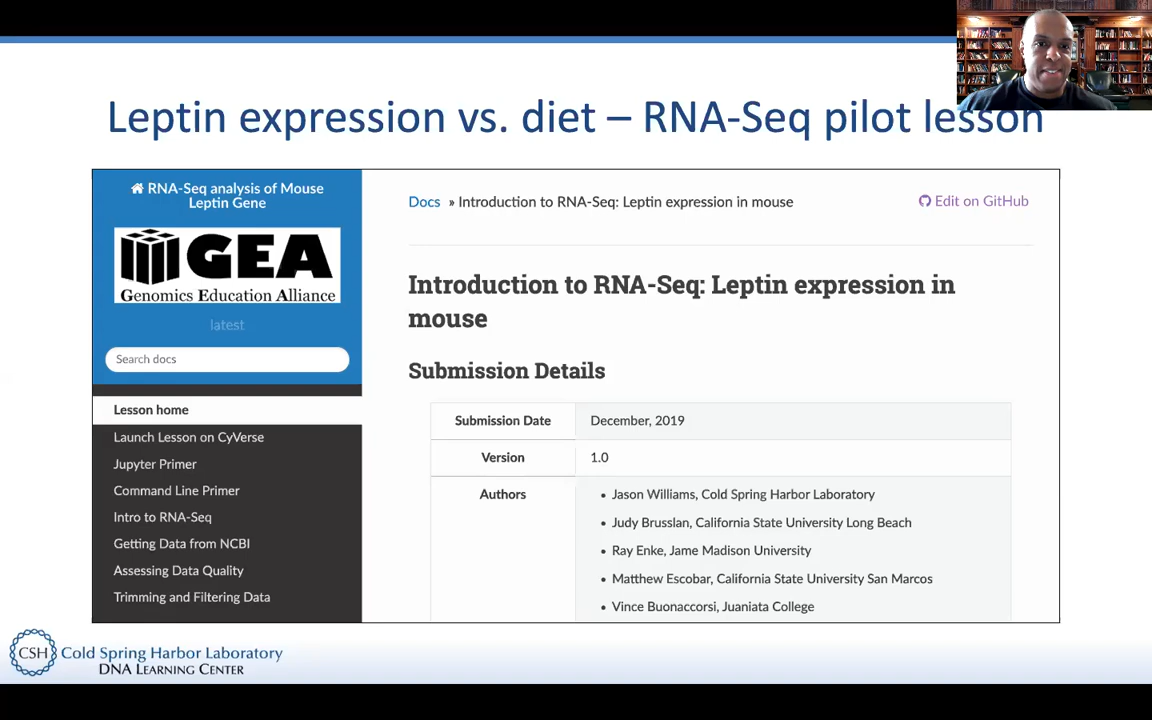 Leptin expression vs. diet – RNA-Seq pilot lesson
RNA-Seq analysis of Mouse
Leptin Gene
GEA
Genomics Education Alliance
latest
Search docs
Lesson home
Launch Lesson on CyVerse
Jupyter Primer
Command Line Primer
Intro to RNA-Seq
Getting Data from NCBI
Assessing Data Quality
Trimming and Filtering Data
Docs » Introduction to RNA-Seq: Leptin expression in mouse
Edit on GitHub
Introduction to RNA-Seq: Leptin expression in
mouse
Submission Details
Submission Date December, 2019
Version 1.0
Authors • Jason Williams, Cold Spring Harbor Laboratory
• Judy Brusslan, California State University Long Beach
• Ray Enke, Jame Madison University
• Matthew Escobar, California State University San Marcos
• Vince Buonaccorsi, Juaniata College
CSH Cold Spring Harbor Laboratory
DNA LEARNING CENTER